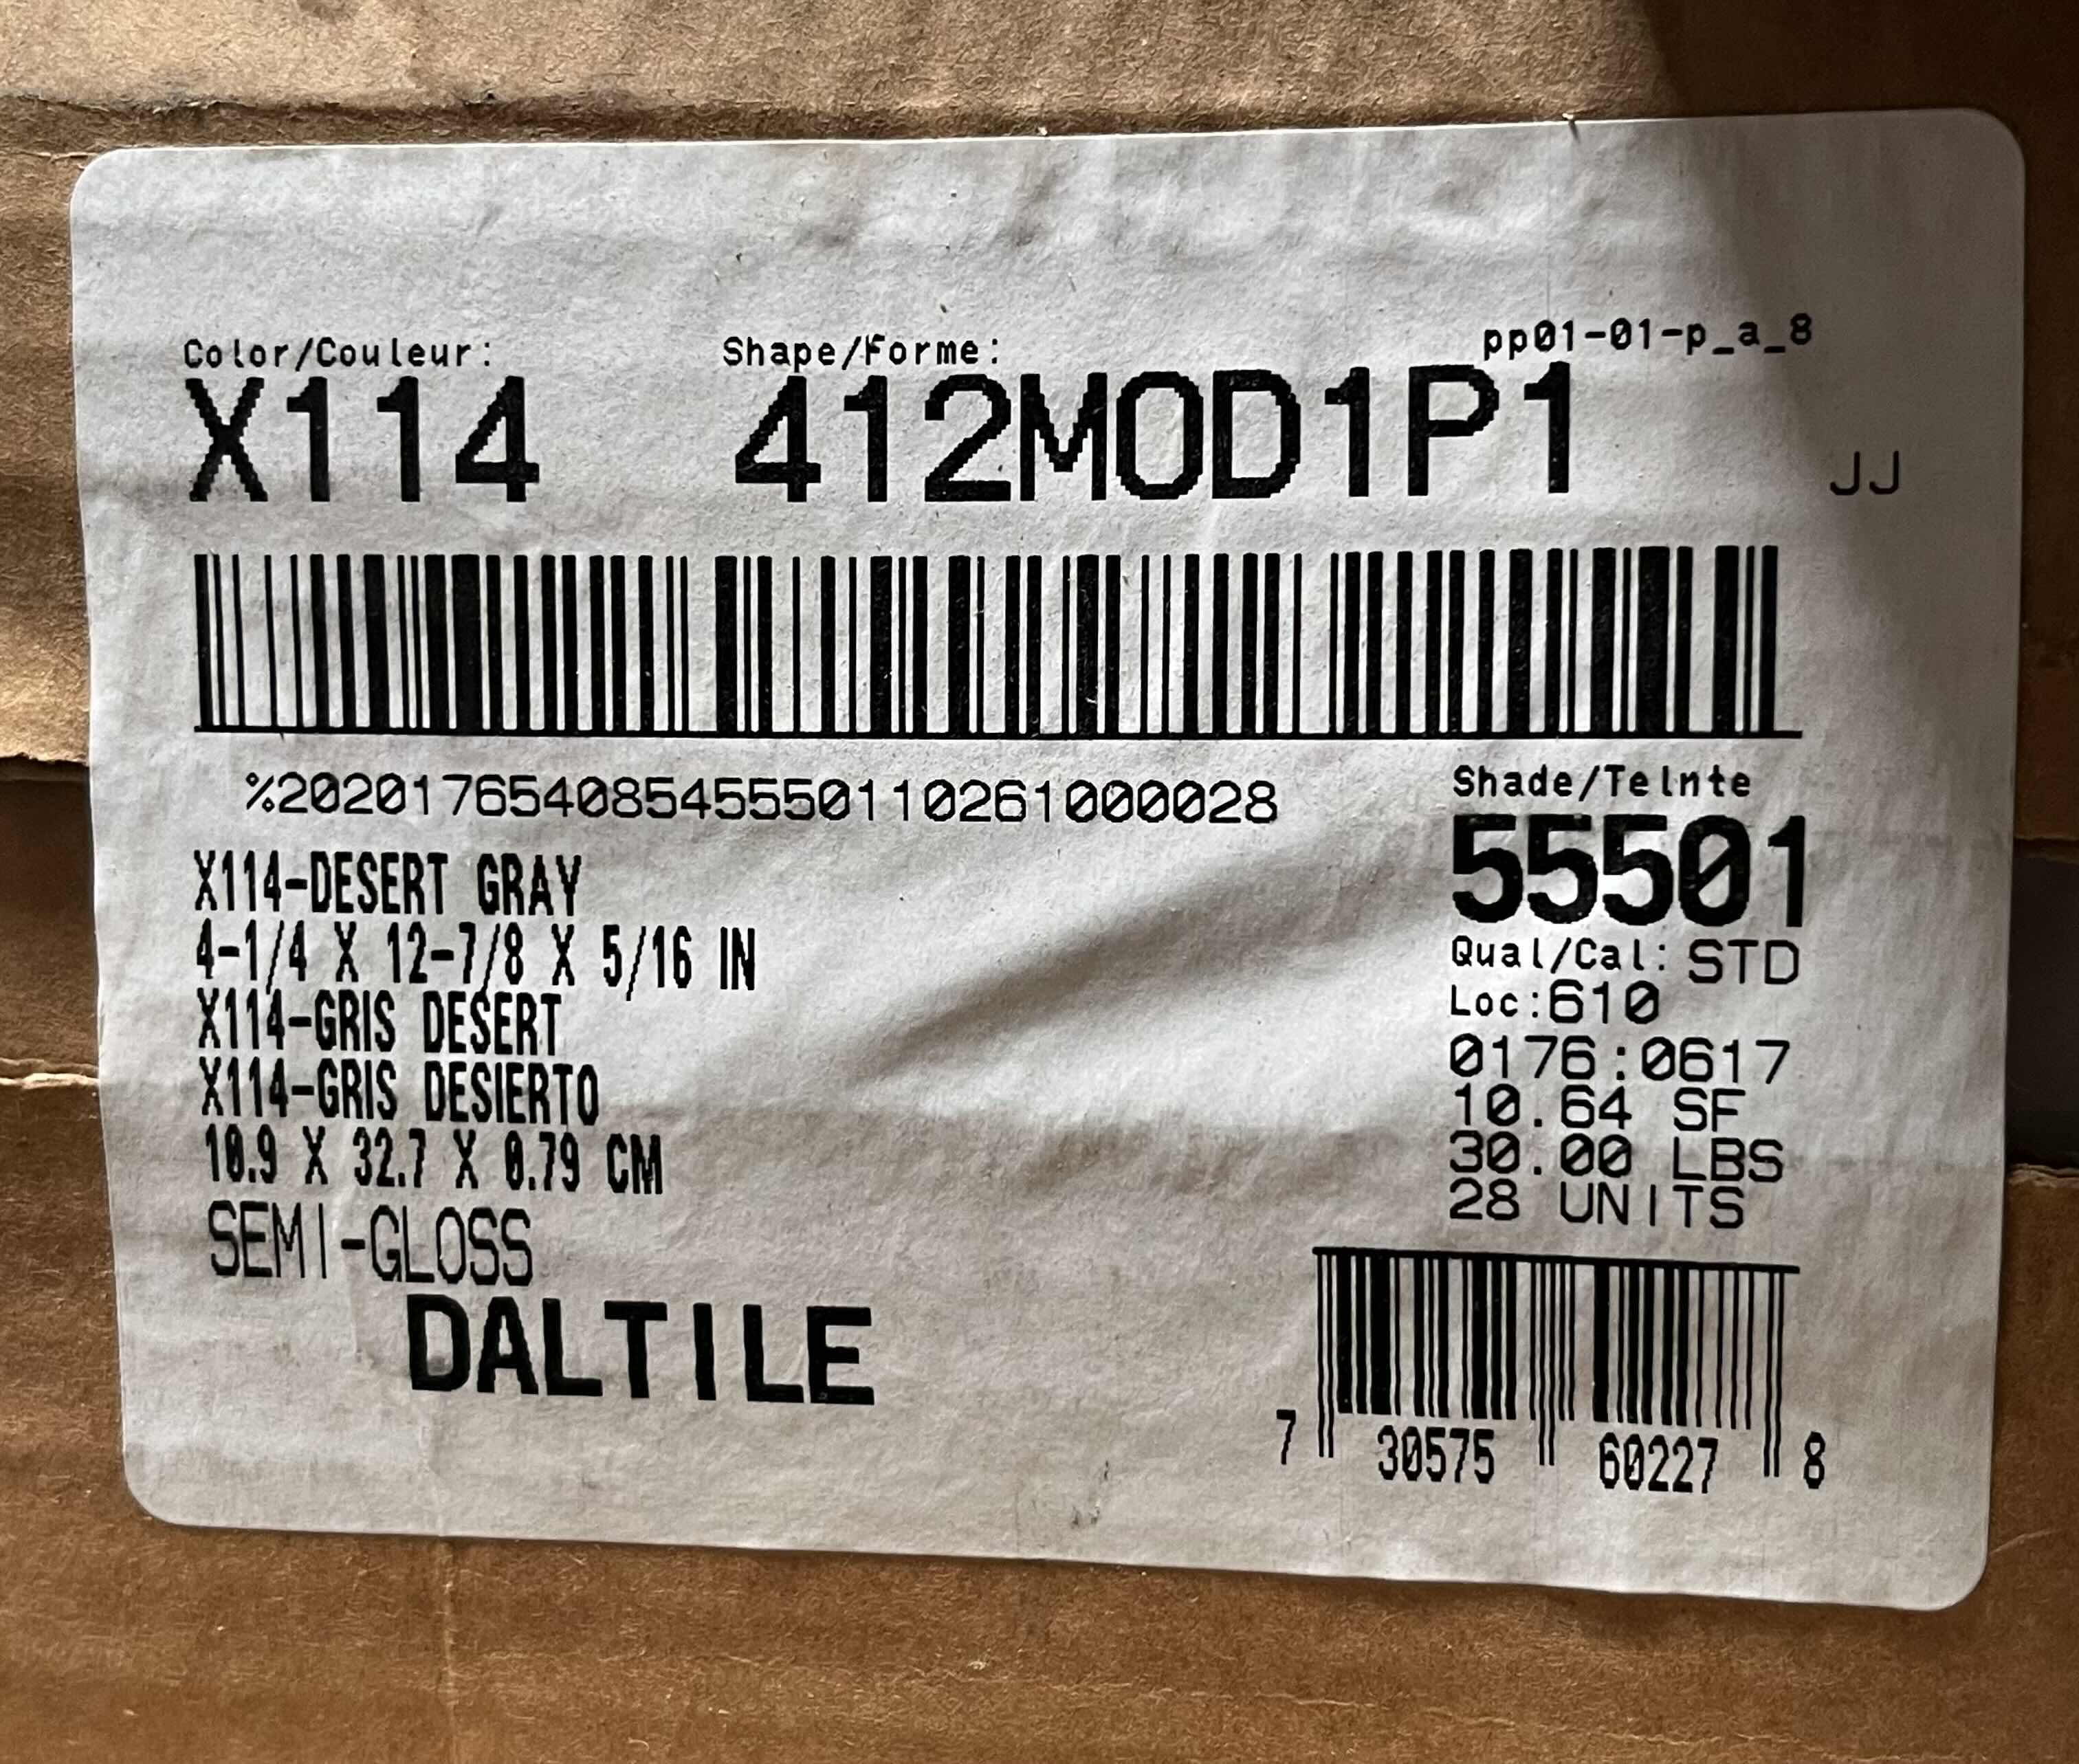 pp01-01-p_a_8
Color/Couleur: Shape/Forme:
X114 412MOD1P1
JJ
%20201765408545550110261000028
Shade/Telnte
55501
X114-DESERT GRAY
4-1/4 X 12-7/8 X 5/16 IN
X114-GRIS DESERT
X114-GRIS DESIERTO
10.9 X 32.7 X 0.79 CM
SEMI-GLOSS
DALTILE
Qual/Cal: STD
Loc:610
0176:0617
10.64 SF
30.00 LBS
28 UNITS
7 30575 60227 8